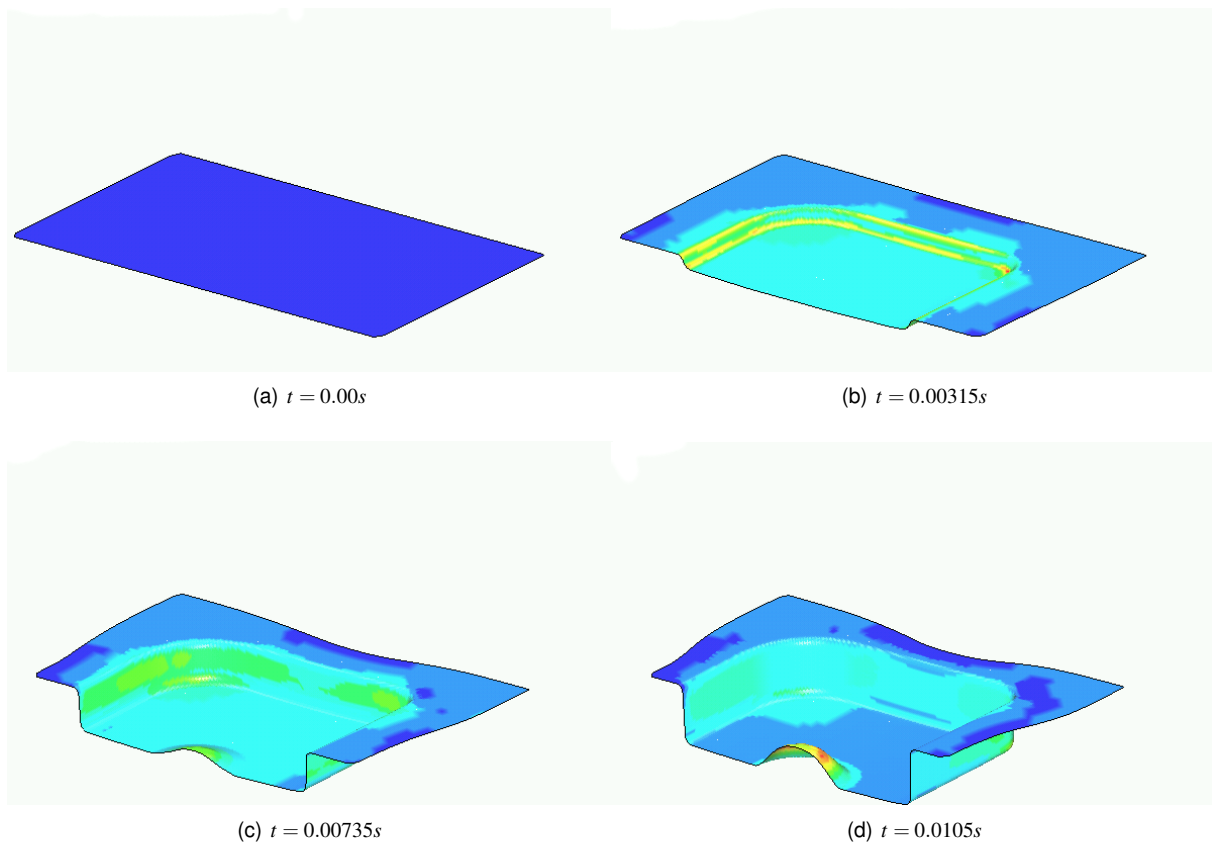 (a) t = 0.00s
(b) t = 0.00315s
(c) t = 0.00735s
(d) t = 0.0105s